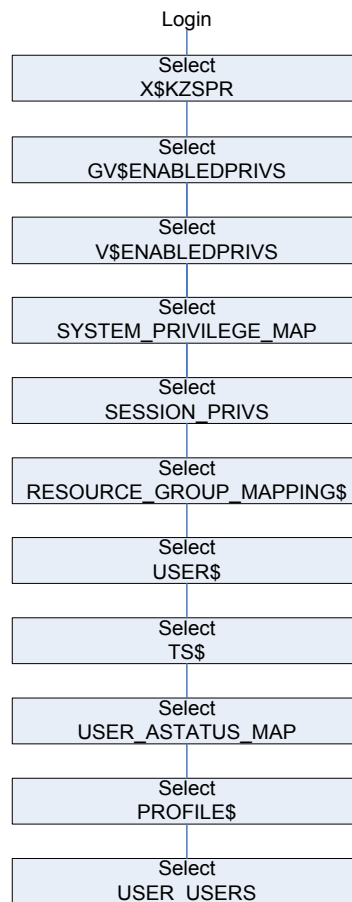 Login
Select
X$KZSPR
Select
GV$ENABLEDPRIVS
Select
V$ENABLEDPRIVS
Select
SYSTEM_PRIVILEGE_MAP
Select
SESSION_PRIVS
Select
RESOURCE_GROUP_MAPPING$
Select
USER$
Select
TS$
Select
USER_ASTATUS_MAP
Select
PROFILE$
Select
USER_USERS